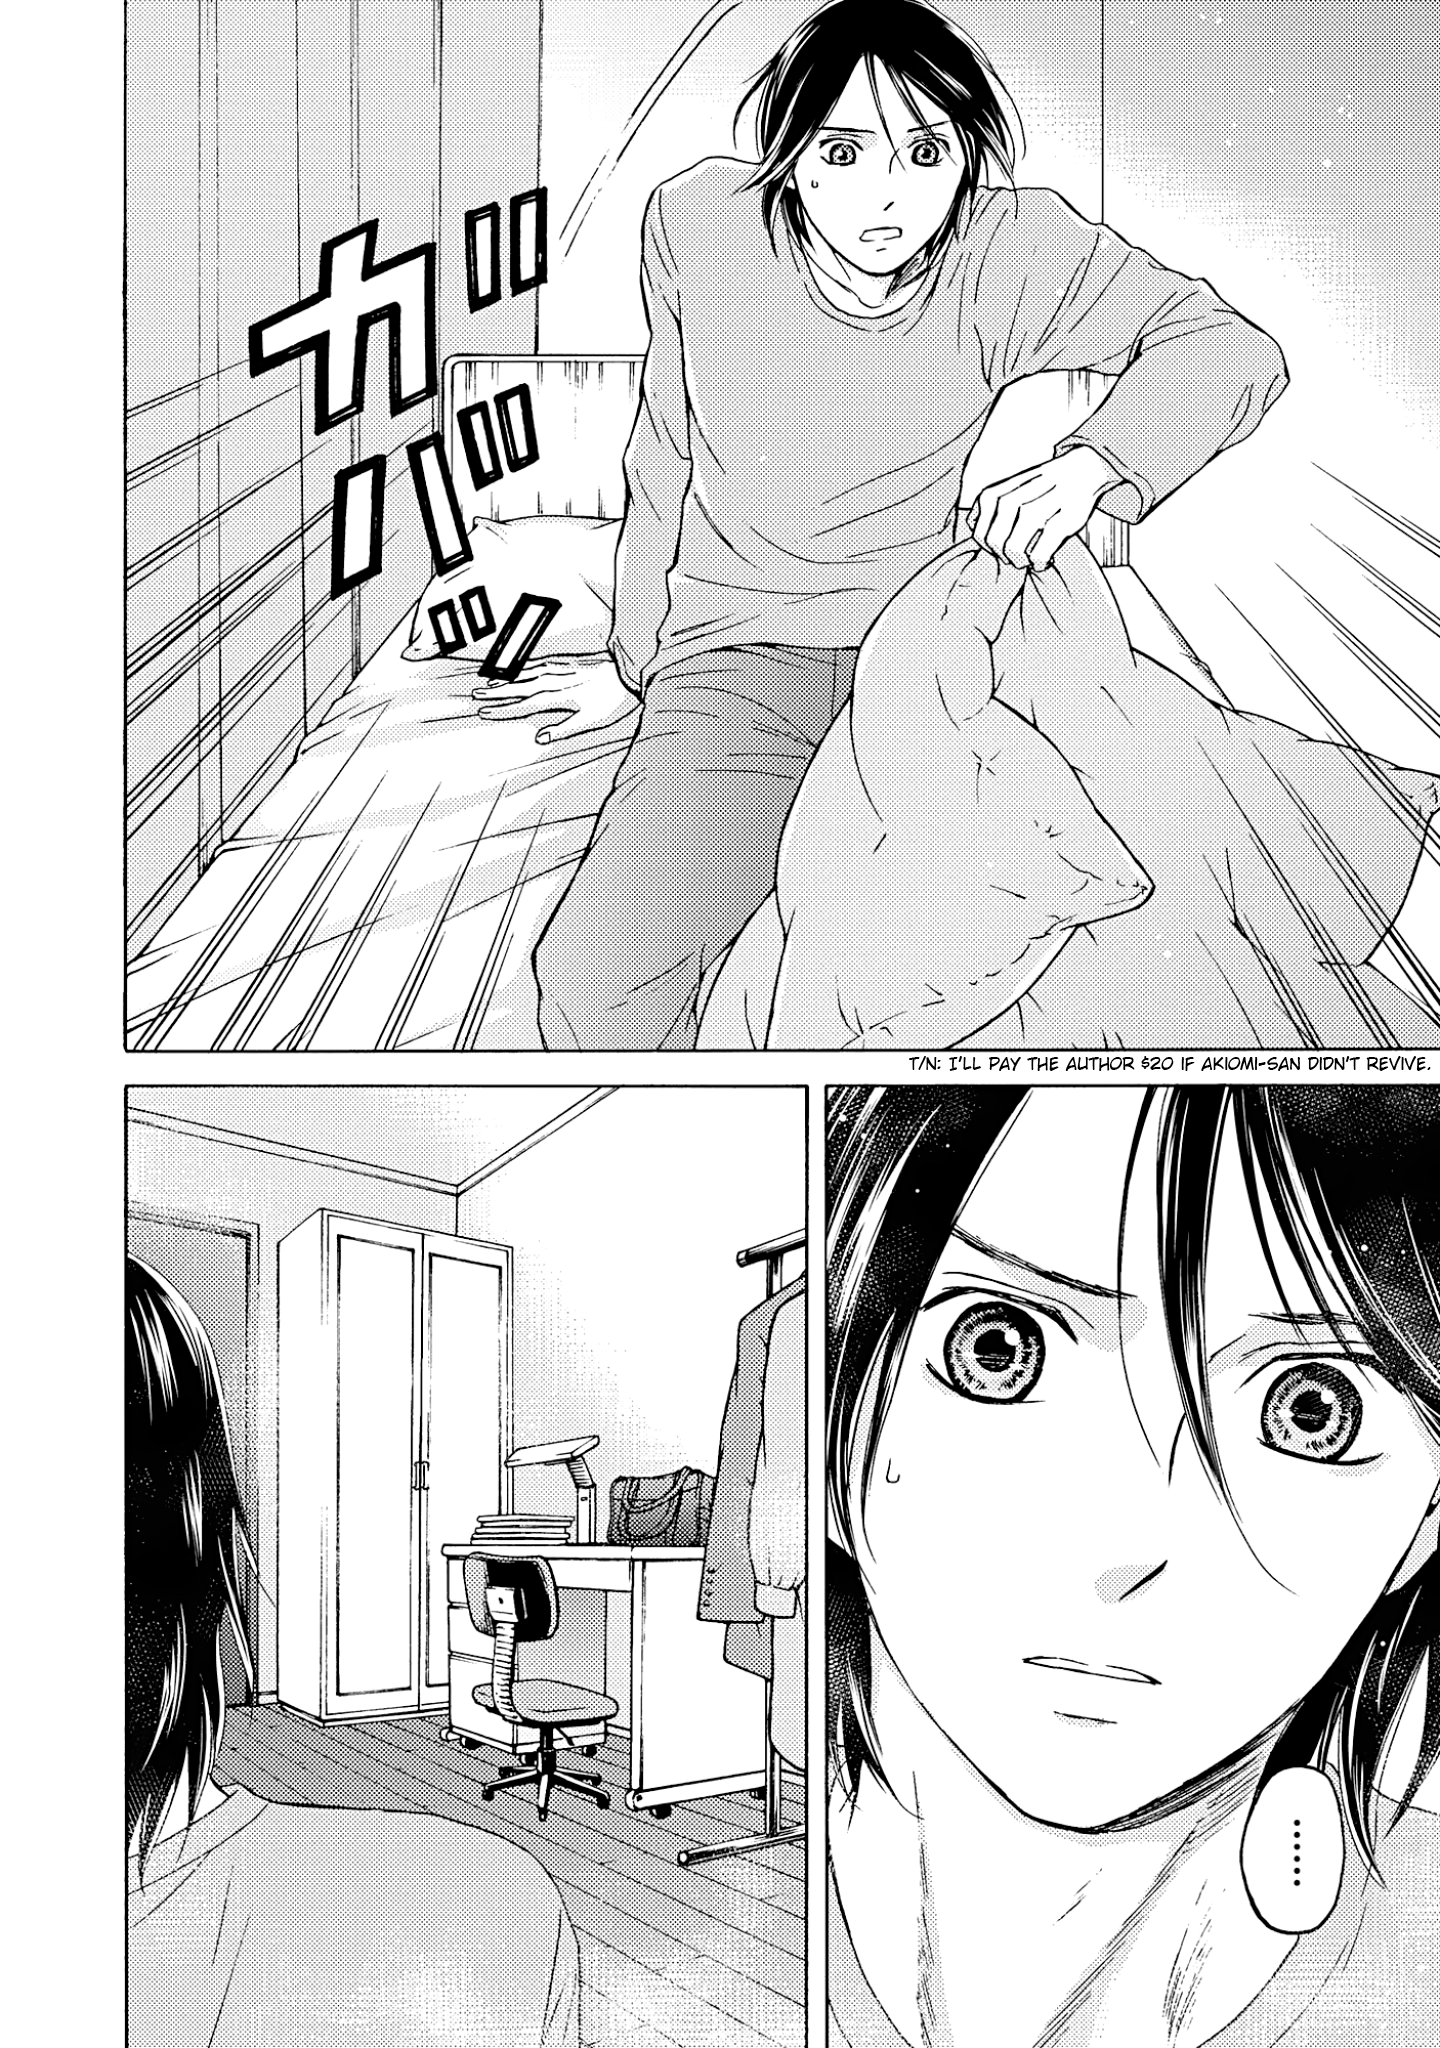 ガバッ
T/N: I'LL PAY THE AUTHOR $20 IF AKIOMI-SAN DIDN'T REVIVE.
……